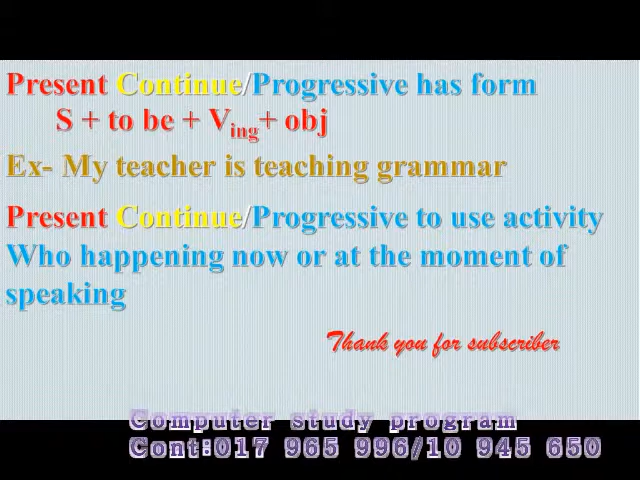 Present Continue/Progressive has form
S + to be + Ving + obj
Ex- My teacher is teaching grammar
Present Continue/Progressive to use activity
Who happening now or at the moment of
speaking
Thank you for subscriber
Computer study program
Cont:017 965 996/10 945 650